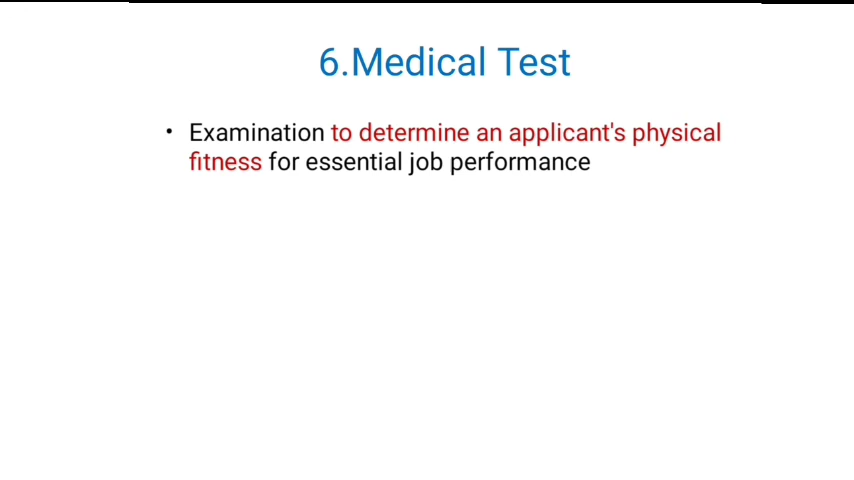 6.Medical Test
• Examination to determine an applicant's physical
fitness for essential job performance